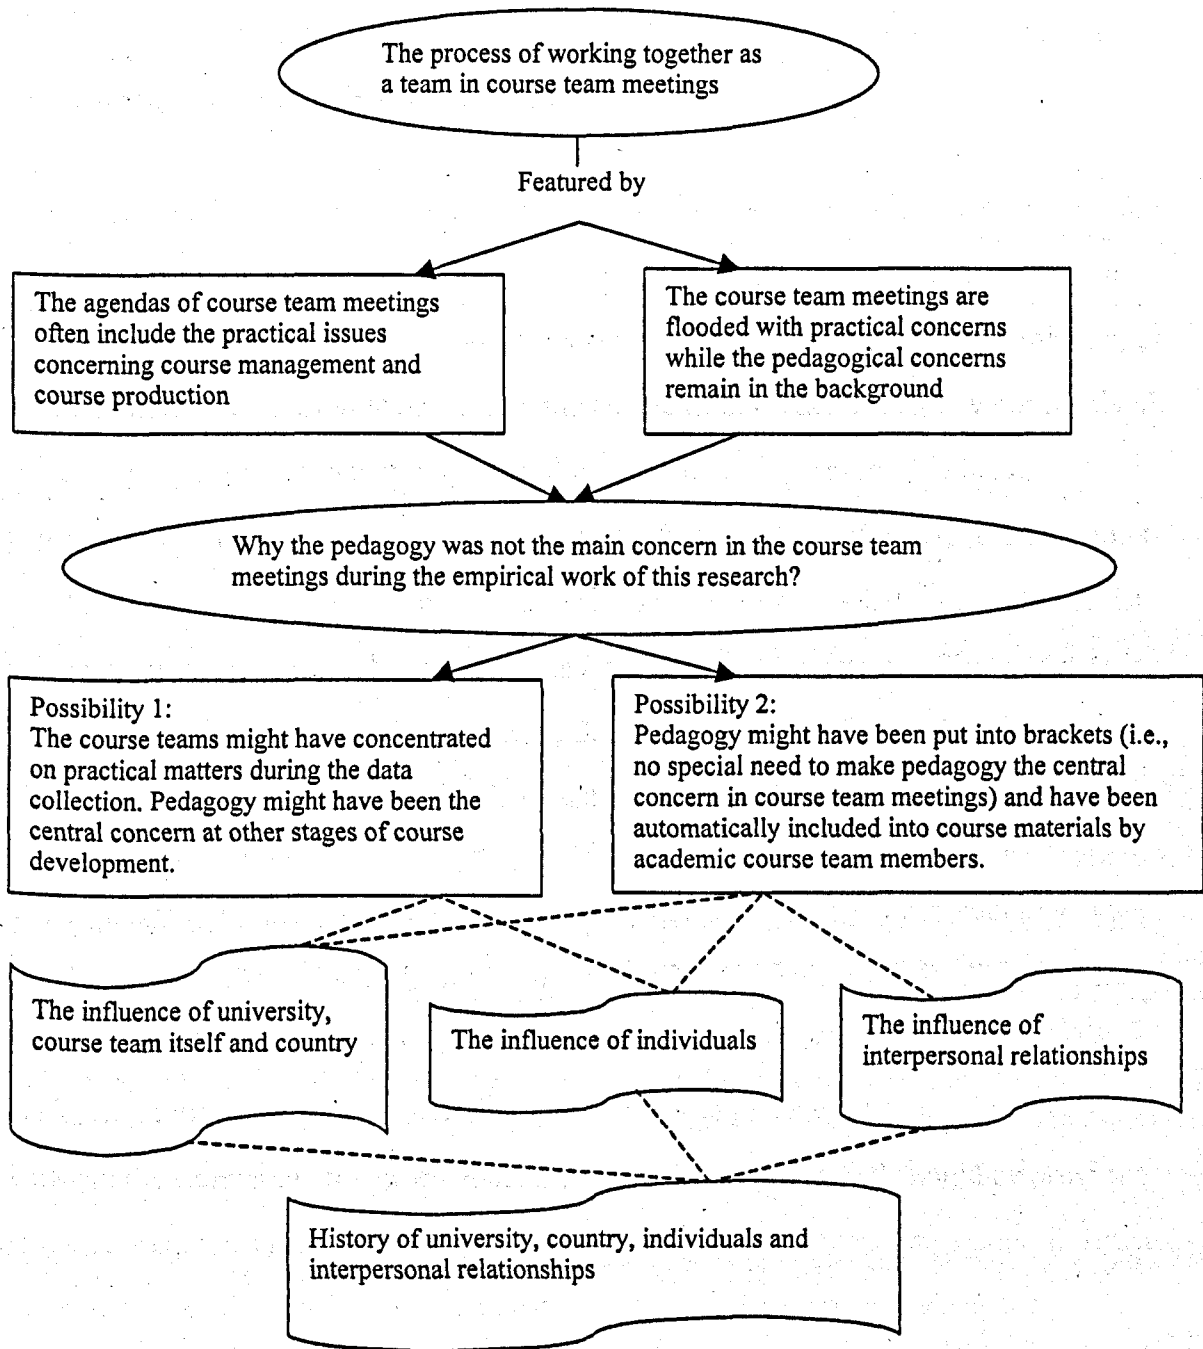 The process of working together as
a team in course team meetings
Featured by
The agendas of course team meetings
often include the practical issues
concerning course management and
course production
The course team meetings are
flooded with practical concerns
while the pedagogical concerns
remain in the background
Why the pedagogy was not the main concern in the course team
meetings during the empirical work of this research?
Possibility 1:
The course teams might have concentrated
on practical matters during the data
collection. Pedagogy might have been the
central concern at other stages of course
development.
Possibility 2:
Pedagogy might have been put into brackets (i.e.,
no special need to make pedagogy the central
concern in course team meetings) and have been
automatically included into course materials by
academic course team members.
The influence of university,
course team itself and country
The influence of individuals
The influence of
interpersonal relationships
History of university, country, individuals and
interpersonal relationships